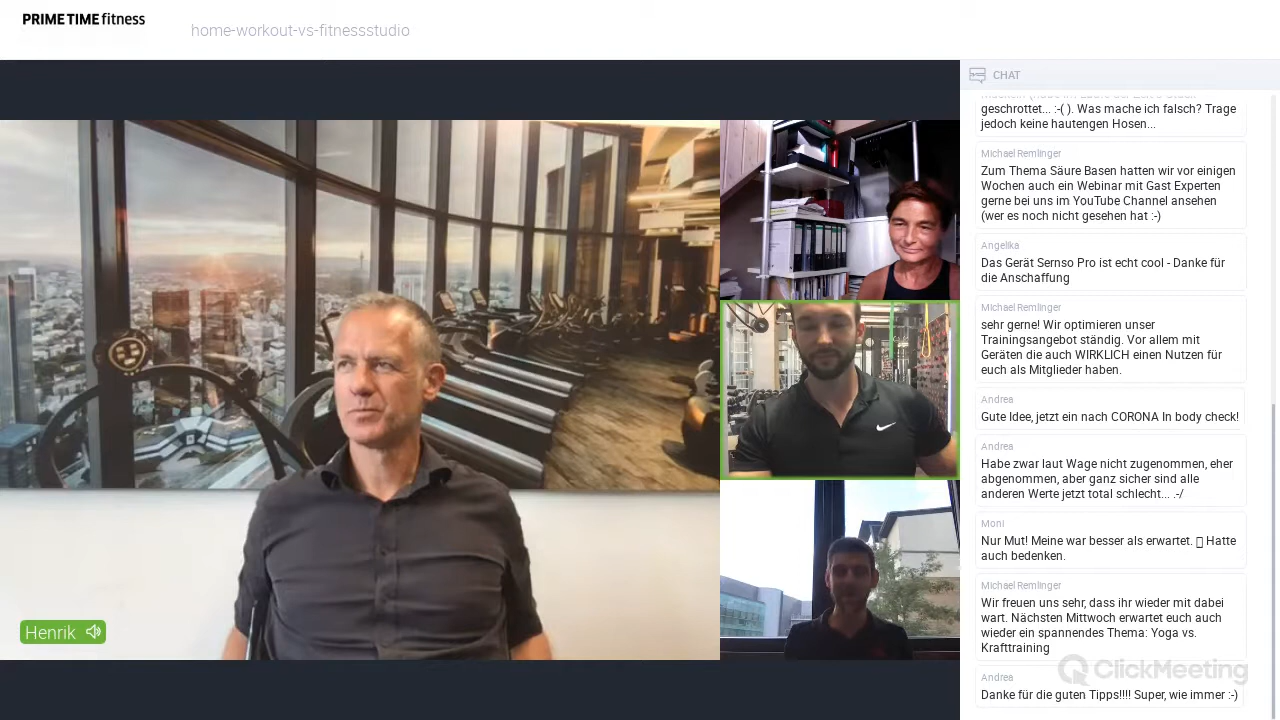 PRIME TIME fitness
home-workout-vs-fitnessstudio
CHAT
geschrottet... :-( ). Was mache ich falsch? Trage
jedoch keine hautengen Hosen...
Michael Remlinger
Zum Thema Säure Basen hatten wir vor einigen
Wochen auch ein Webinar mit Gast Experten
gerne bei uns im YouTube Channel ansehen
(wer es noch nicht gesehen hat :-)
Angelika
Das Gerät Sernso Pro ist echt cool - Danke für
die Anschaffung
Michael Remlinger
sehr gerne! Wir optimieren unser
Trainingsangebot ständig. Vor allem mit
Geräten die auch WIRKLICH einen Nutzen für
euch als Mitglieder haben.
Andrea
Gute Idee, jetzt ein nach CORONA In body check!
Andrea
Habe zwar laut Wage nicht zugenommen, eher
abgenommen, aber ganz sicher sind alle
anderen Werte jetzt total schlecht... .-/
Moni
Nur Mut! Meine war besser als erwartet. Hatte
auch bedenken.
Michael Remlinger
Wir freuen uns sehr, dass ihr wieder mit dabei
wart. Nächsten Mittwoch erwartet euch auch
wieder ein spannendes Thema: Yoga vs.
Krafttraining
ClickMeeting
Andrea
Danke für die guten Tipps!!!! Super, wie immer :-)
Henrik